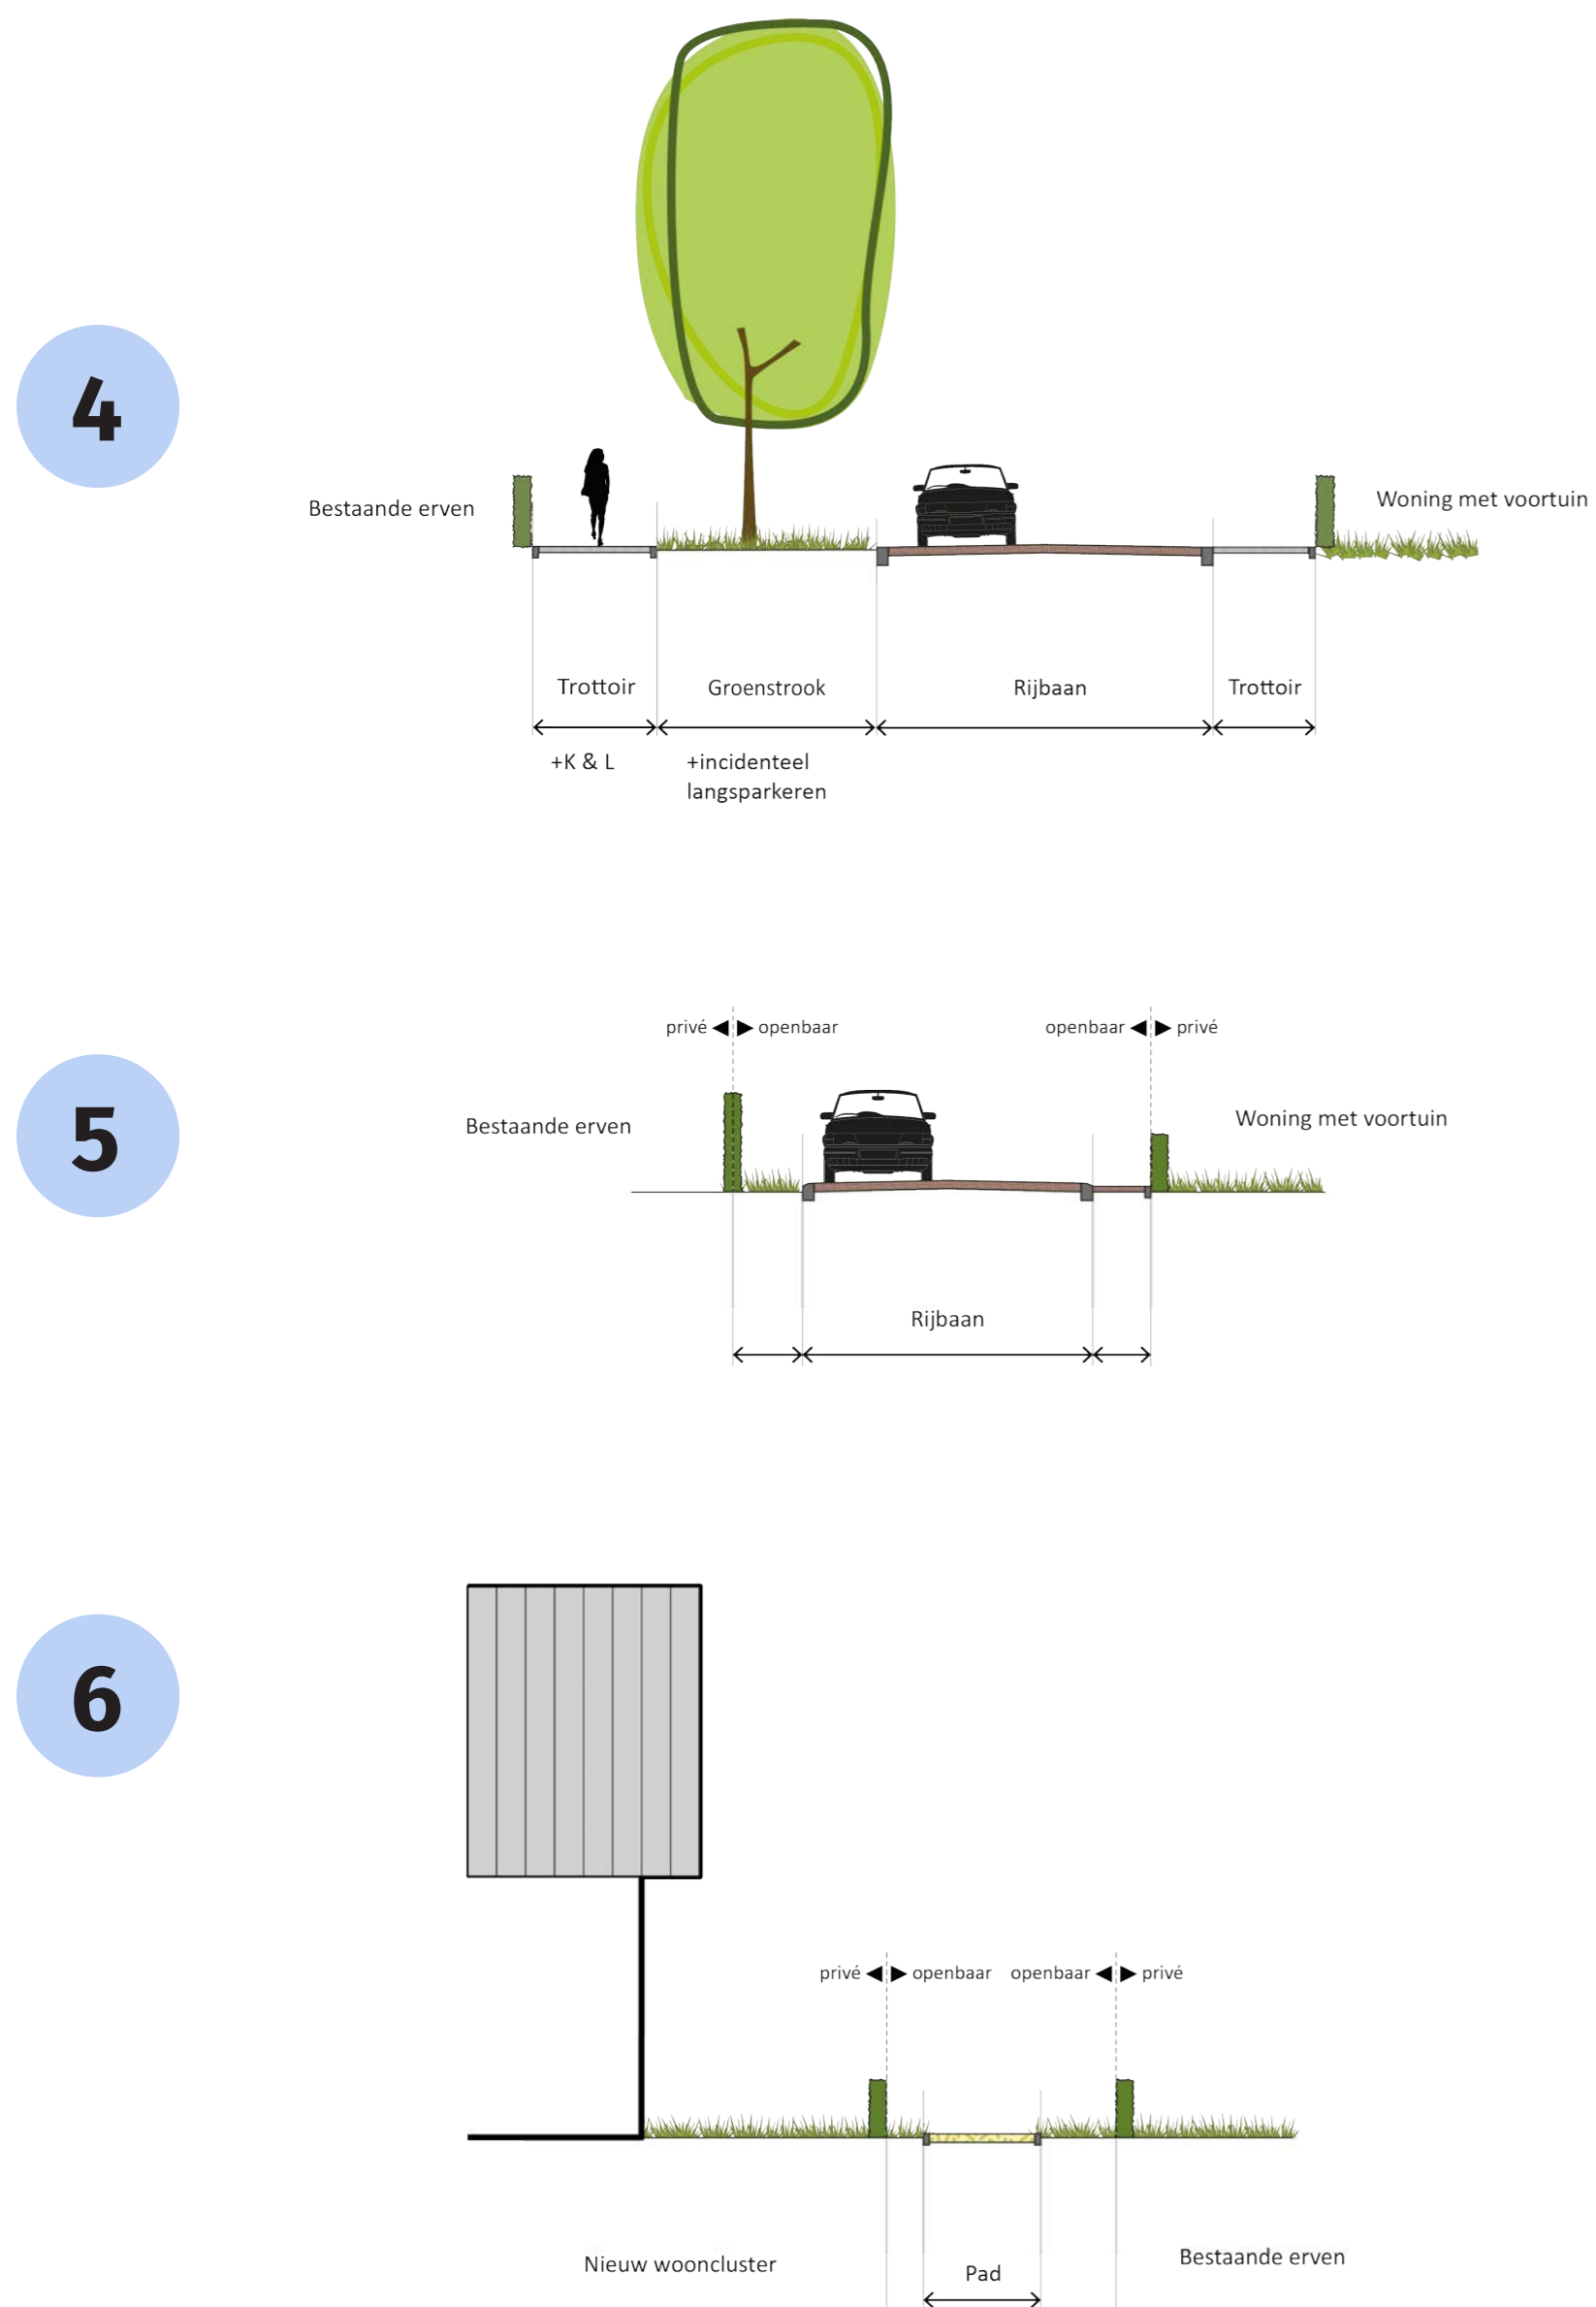 4
Bestaande erven
Woning met voortuin
Trottoir
Groenstrook
Rijbaan
Trottoir
+K & L
+incidenteel
langsparkeren
5
privé
openbaar
openbaar
privé
Bestaande erven
Woning met voortuin
Rijbaan
6
privé
openbaar
openbaar
privé
Nieuw wooncluster
Pad
Bestaande erven